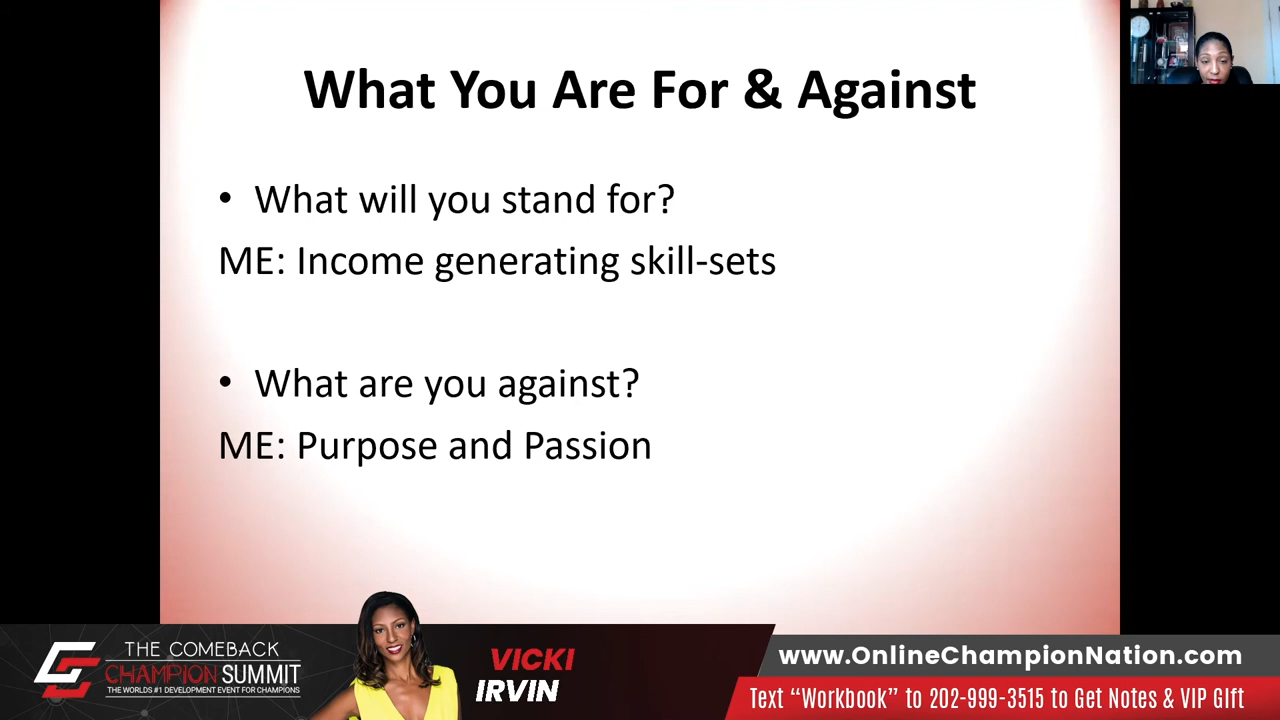 What You Are For & Against
• What will you stand for?
ME: Income generating skill-sets
• What are you against?
ME: Purpose and Passion
THE COMEBACK
CHAMPION SUMMIT
THE WORLDS #1 DEVELOPMENT EVENT FOR CHAMPIONS
VICKI
IRVIN
www.OnlineChampionNation.com
Text “Workbook” to 202-999-3515 to Get Notes & VIP GIft